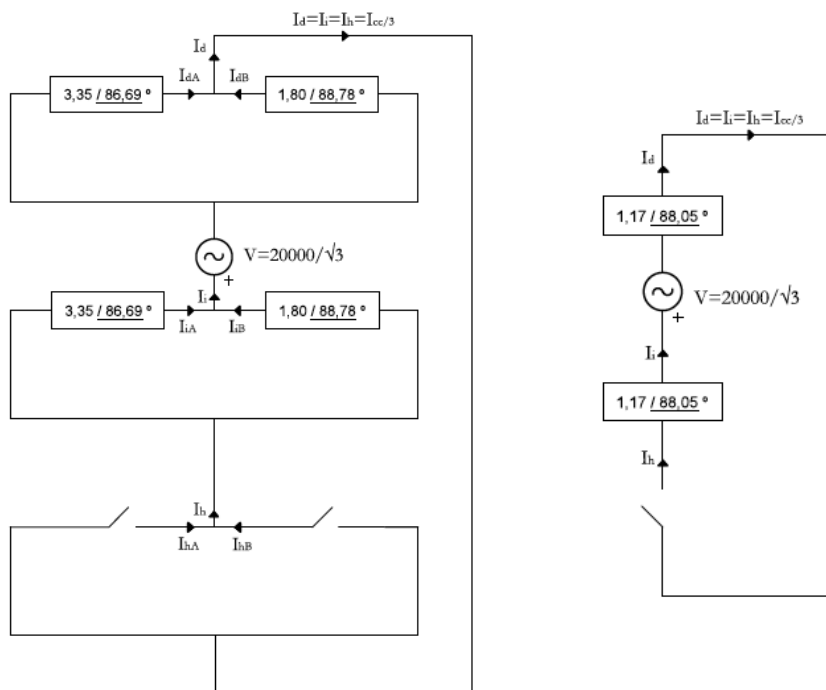 Id=Ii=Ih=Icc/3
Id
IdA IdB
3,35 / 86,69 º 1,80 / 88,78 º
V=20000/√3
+
Ii
3,35 / 86,69 º 1,80 / 88,78 º
IiA IiB
Ih
IhA IhB
Id=Ii=Ih=Icc/3
Id
1,17 / 88,05 º
V=20000/√3
+
Ii
1,17 / 88,05 º
Ih